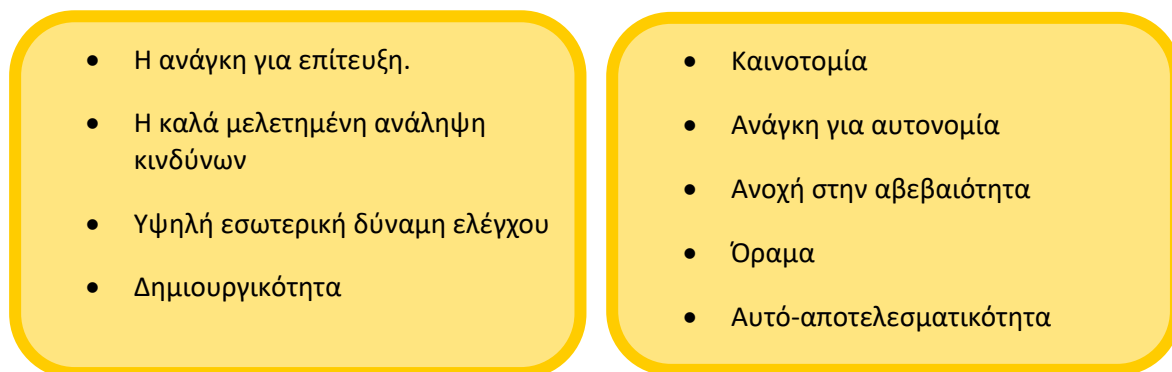 • Η ανάγκη για επίτευξη.
• Η καλά μελετημένη ανάληψη
κινδύνων
• Υψηλή εσωτερική δύναμη ελέγχου
• Δημιουργικότητα
• Καινοτομία
• Ανάγκη για αυτονομία
• Ανοχή στην αβεβαιότητα
• Όραμα
• Αυτό-αποτελεσματικότητα